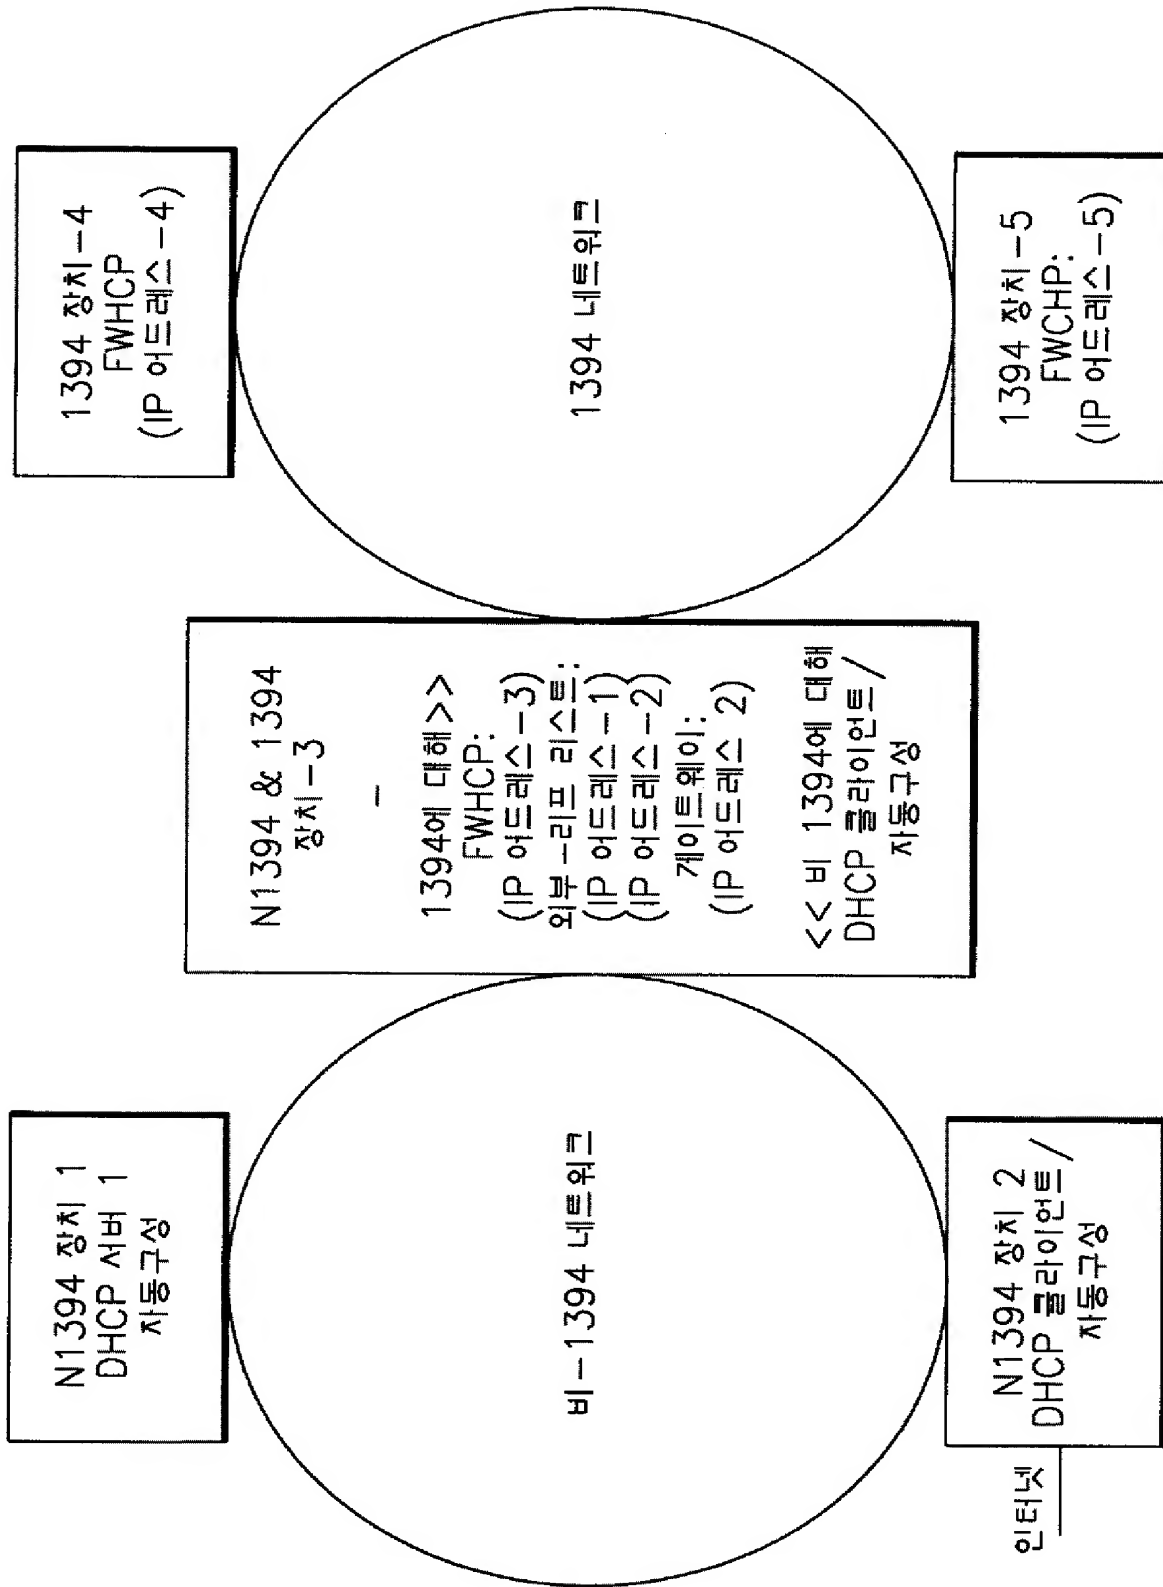 N1394 장치 1
DHCP 서버 1
자동구성
비-1394 네트워크
인터넷
N1394 장치 2
DHCP 클라이언트/
자동구성
N1394 & 1394
장치-3
-
1394에 대해>>
FWHCP:
(IP 어드레스-3)
외부-리프 리스트:
(IP 어드레스-1)
(IP 어드레스-2)
게이트웨이:
(IP 어드레스 2)
<< 비 1394에 대해
DHCP 클라이언트/
자동구성
1394 장치-4
FWHCP
(IP 어드레스-4)
1394 네트워크
1394 장치-5
FWCHP:
(IP 어드레스-5)